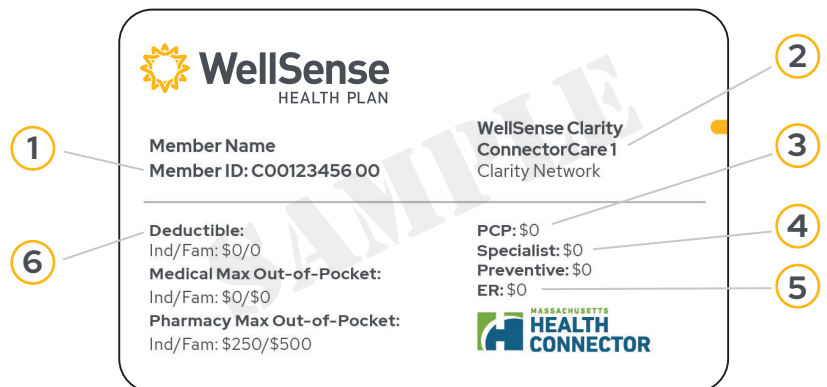 WellSense
HEALTH PLAN
SAMPLE
Member Name
Member ID: C00123456 00
WellSense Clarity
ConnectorCare 1
Clarity Network
Deductible:
Ind/Fam: $0/0
Medical Max Out-of-Pocket:
Ind/Fam: $0/$0
Pharmacy Max Out-of-Pocket:
Ind/Fam: $250/$500
PCP: $0
Specialist: $0
Preventive: $0
ER: $0
MASSACHUSETTS
HEALTH
CONNECTOR
1
2
3
4
5
6